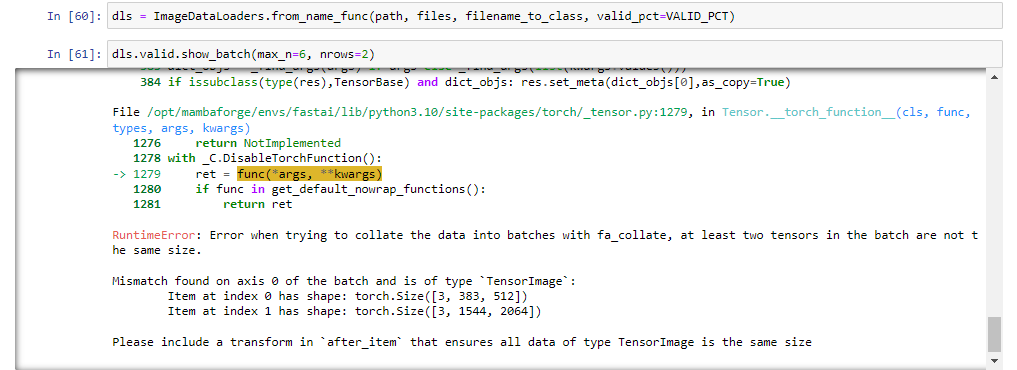 In [60]: dls = ImageDataLoaders.from_name_func(path, files, filename_to_class, valid_pct=VALID_PCT)
In [61]: dls.valid.show_batch(max_n=6, nrows=2)
384 if issubclass(type(res),TensorBase) and dict_objs: res.set_meta(dict_objs[0],as_copy=True)
File /opt/mambaforge/envs/fastai/lib/python3.10/site-packages/torch/_tensor.py:1279, in Tensor.__torch_function__(cls, func,
types, args, kwargs)
1276     return NotImplemented
1278 with _C.DisableTorchFunction():
-> 1279     ret = func(*args, **kwargs)
1280     if func in get_default_nowrap_functions():
1281         return ret
RuntimeError: Error when trying to collate the data into batches with fa_collate, at least two tensors in the batch are not t
he same size.
Mismatch found on axis 0 of the batch and is of type `TensorImage`:
Item at index 0 has shape: torch.Size([3, 383, 512])
Item at index 1 has shape: torch.Size([3, 1544, 2064])
Please include a transform in `after_item` that ensures all data of type TensorImage is the same size